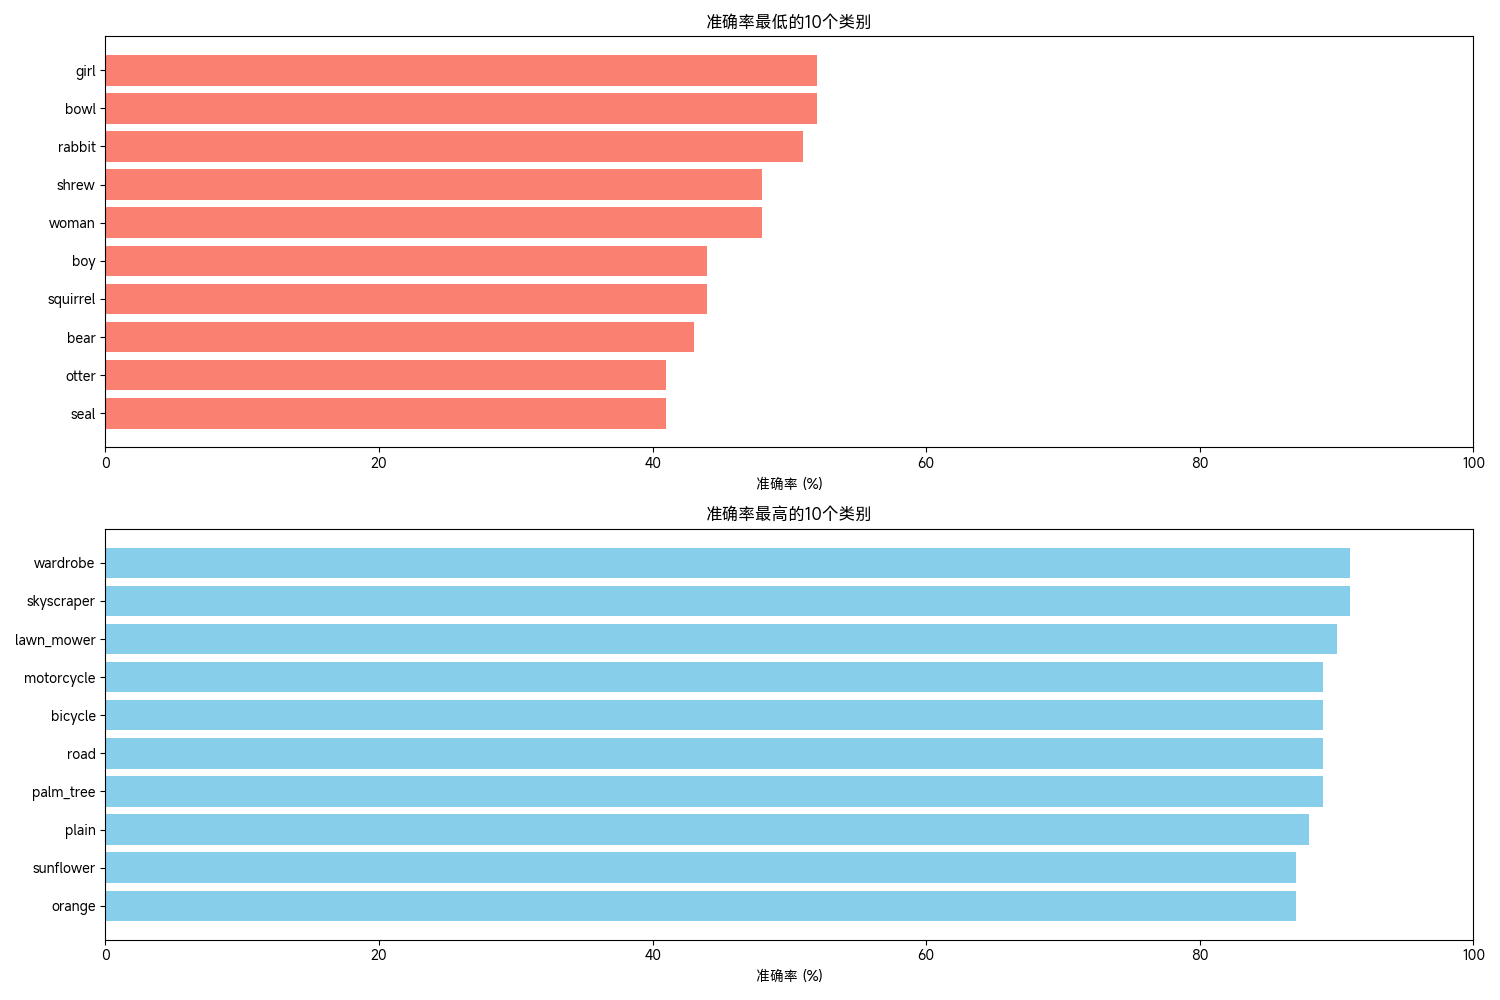 准确率最低的10个类别
girl
bowl
rabbit
shrew
woman
boy
squirrel
bear
otter
seal
0 20 40 60 80 100
准确率 (%)
准确率最高的10个类别
wardrobe
skyscraper
lawn_mower
motorcycle
bicycle
road
palm_tree
plain
sunflower
orange
0 20 40 60 80 100
准确率 (%)